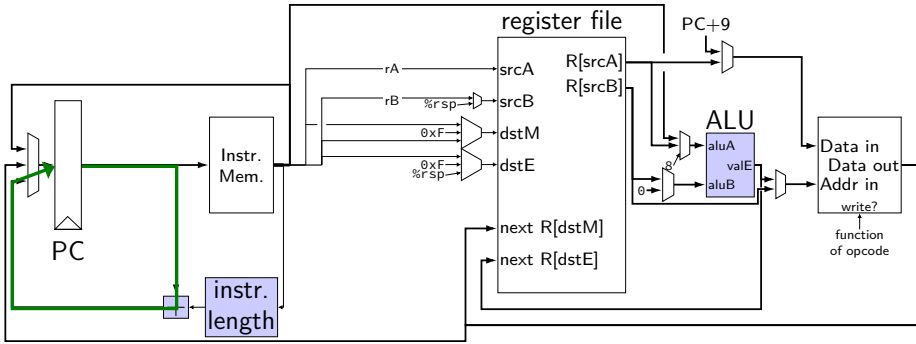 register file
PC+9
rA
srcA
R[srcA]
R[srcB]
rB
%rsp
srcB
0xF
dstM
0xF
%rsp
dstE
next R[dstM]
next R[dstE]
PC
Instr.
Mem.
instr.
length
+
8
0
ALU
aluA
valE
aluB
Data in
Data out
Addr in
write?
function
of opcode